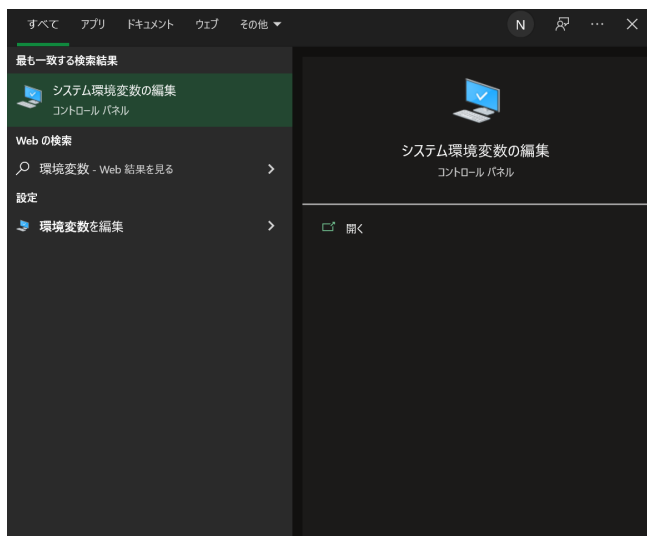 すべて アプリ ドキュメント ウェブ その他 N ···
最も一致する検索結果
システム環境変数の編集
コントロール パネル
Web の検索
環境変数 - Web 結果を見る
設定
環境変数を編集
システム環境変数の編集
コントロール パネル
開く